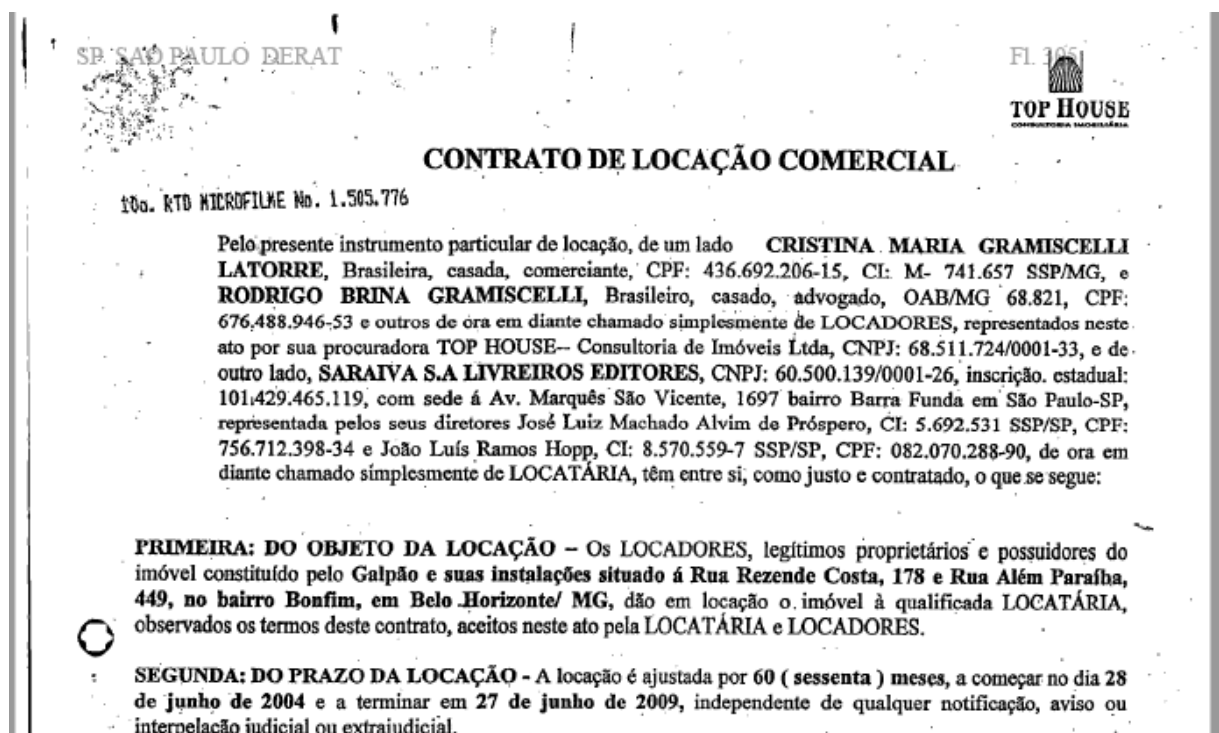 SP SAO PAULO DERAT
Fl. 395
TOP HOUSE
CONSULTORIA IMOBILIÁRIA
CONTRATO DE LOCAÇÃO COMERCIAL
10o. RTD MICROFILME No. 1.505.776
Pelo presente instrumento particular de locação, de um lado CRISTINA MARIA GRAMISCELLI
LATORRE, Brasileira, casada, comerciante, CPF: 436.692.206-15, CI: M- 741.657 SSP/MG, e
RODRIGO BRINA GRAMISCELLI, Brasileiro, casado, advogado, OAB/MG 68.821, CPF:
676.488.946-53 e outros de ora em diante chamado simplesmente de LOCADORES, representados neste
ato por sua procuradora TOP HOUSE-- Consultoria de Imóveis Ltda, CNPJ: 68.511.724/0001-33, e de
outro lado, SARAIVA S.A LIVREIROS EDITORES, CNPJ: 60.500.139/0001-26, inscrição. estadual:
101.429.465.119, com sede á Av. Marquês São Vicente, 1697 bairro Barra Funda em São Paulo-SP,
representada pelos seus diretores José Luiz Machado Alvim de Próspero, CI: 5.692.531 SSP/SP, CPF:
756.712.398-34 e João Luís Ramos Hopp, CI: 8.570.559-7 SSP/SP, CPF: 082.070.288-90, de ora em
diante chamado simplesmente de LOCATÁRIA, têm entre si, como justo e contratado, o que se segue:
PRIMEIRA: DO OBJETO DA LOCAÇÃO – Os LOCADORES, legítimos proprietários e possuidores do
imóvel constituído pelo Galpão e suas instalações situado á Rua Rezende Costa, 178 e Rua Além Paraíba,
449, no bairro Bonfim, em Belo Horizonte/ MG, dão em locação o imóvel à qualificada LOCATÁRIA,
observados os termos deste contrato, aceitos neste ato pela LOCATÁRIA e LOCADORES.
SEGUNDA: DO PRAZO DA LOCAÇÃO - A locação é ajustada por 60 ( sessenta ) meses, a começar no dia 28
de junho de 2004 e a terminar em 27 de junho de 2009, independente de qualquer notificação, aviso ou
interpelação judicial ou extrajudicial.